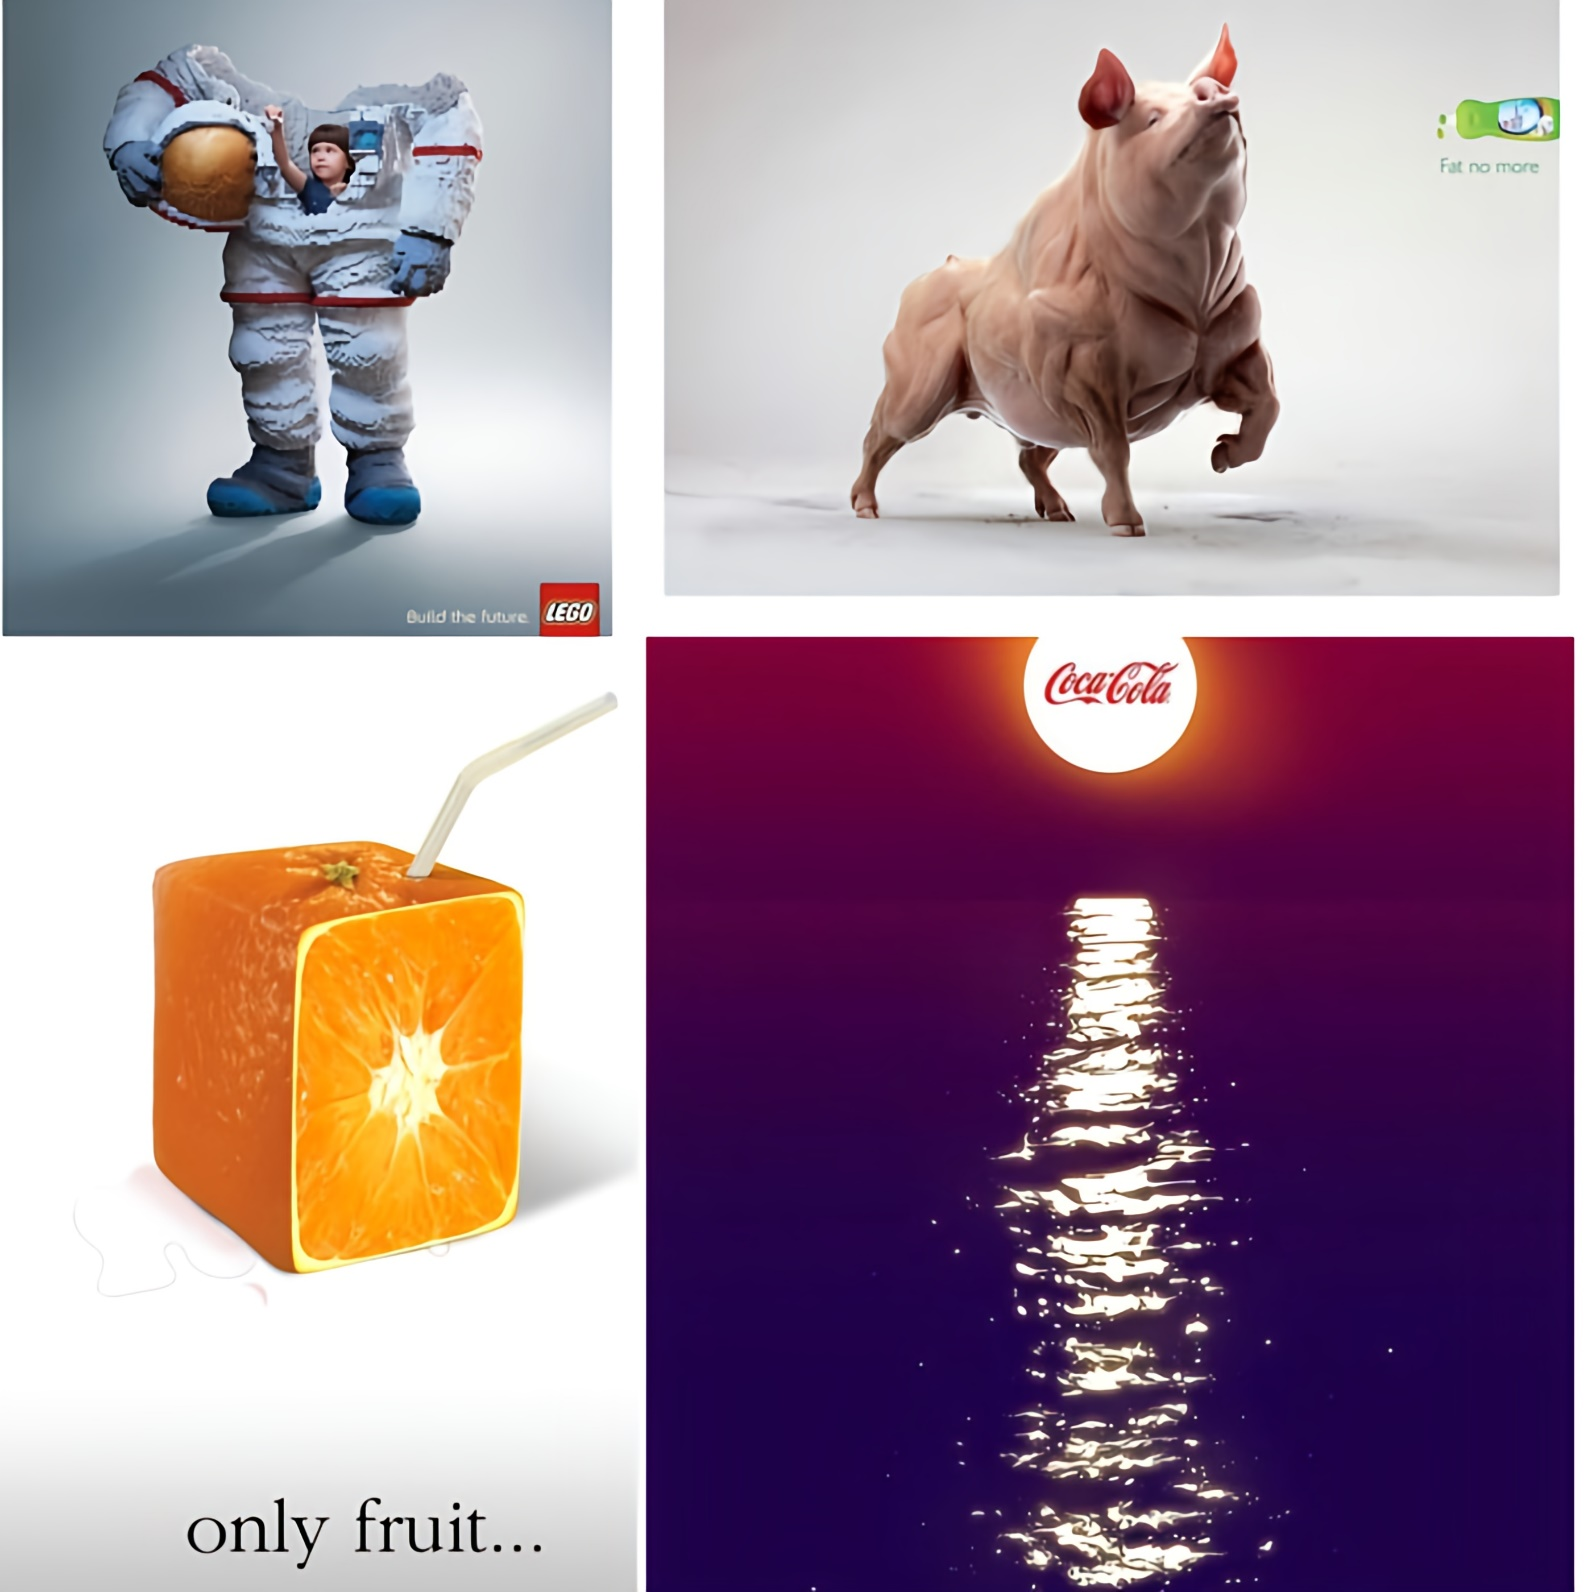 Build the future.
LEGO
Fat no more
only fruit...
Coca-Cola